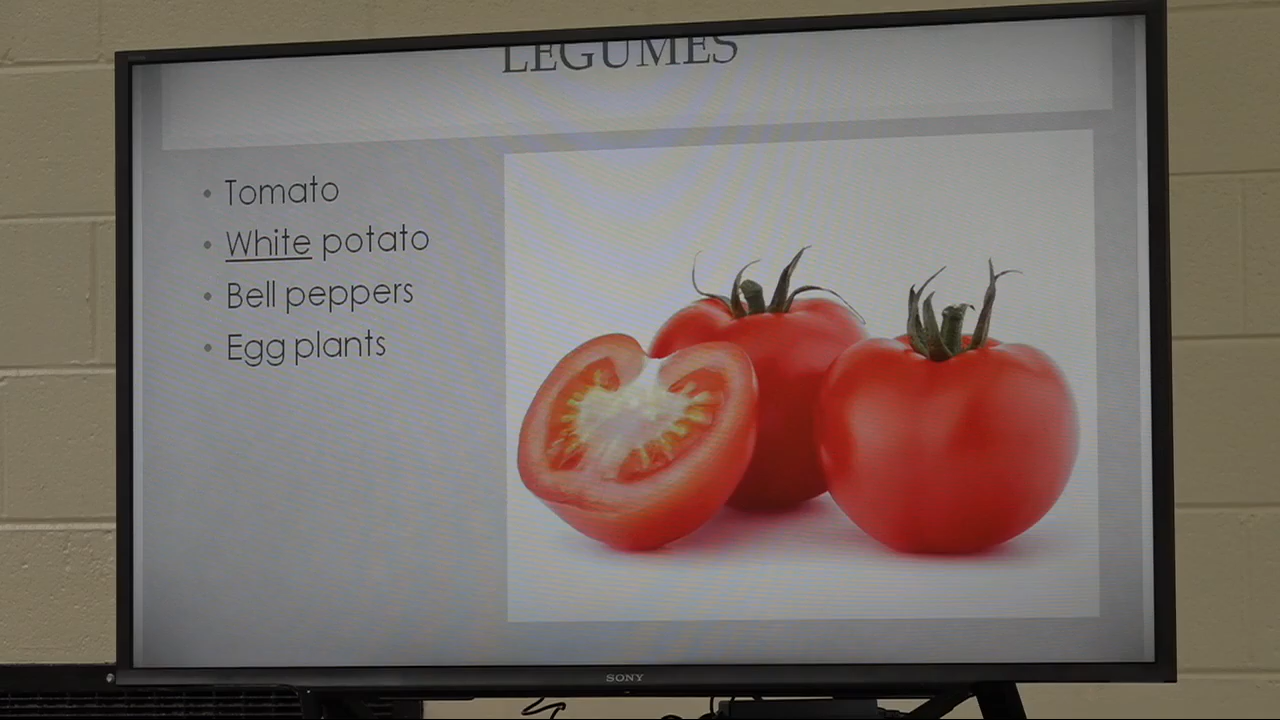 LEGUMES
Tomato
White potato
Bell peppers
Egg plants
SONY